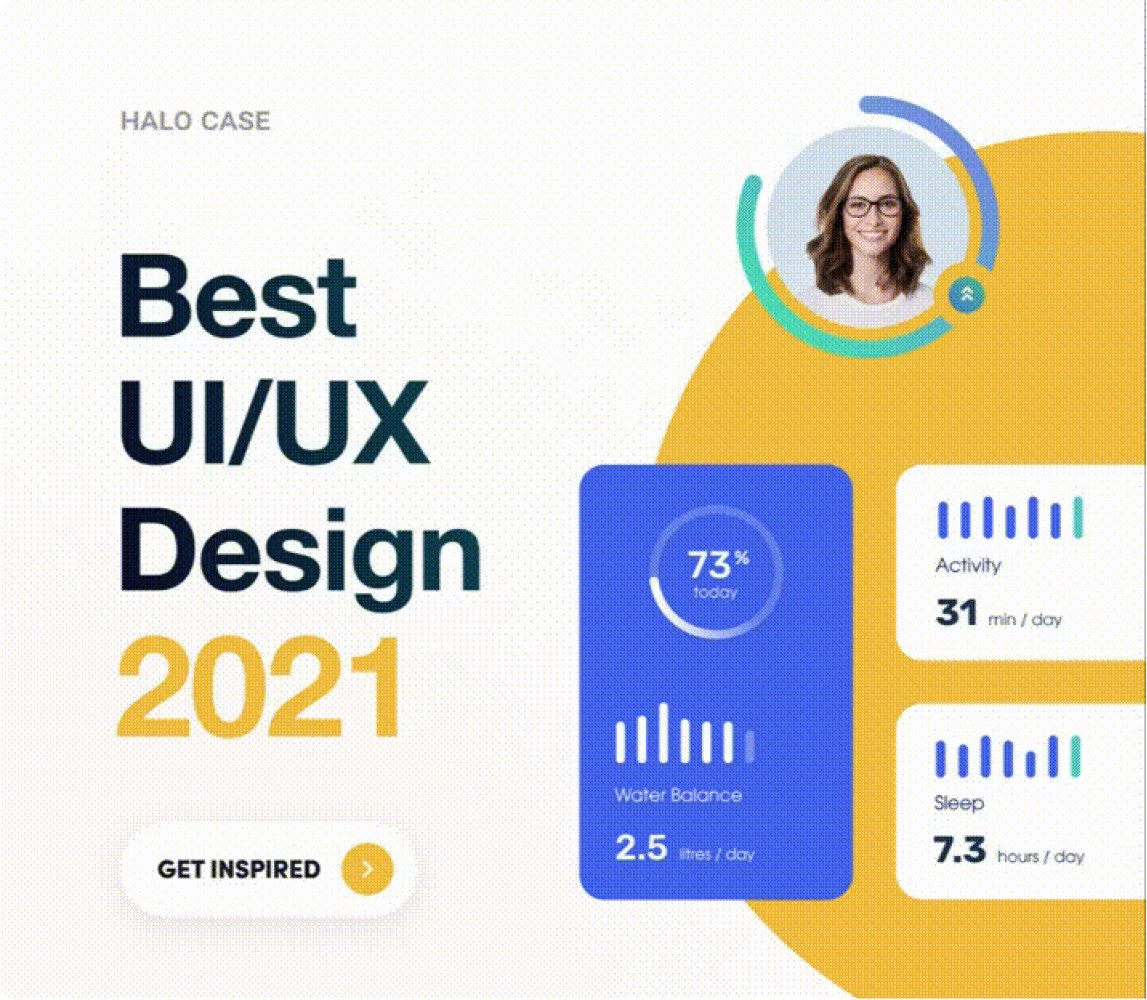 HALO CASE
Best
UI/UX
Design
2021
GET INSPIRED
73%
today
Water Balance
2.5 litres / day
Activity
31 min / day
Sleep
7.3 hours / day